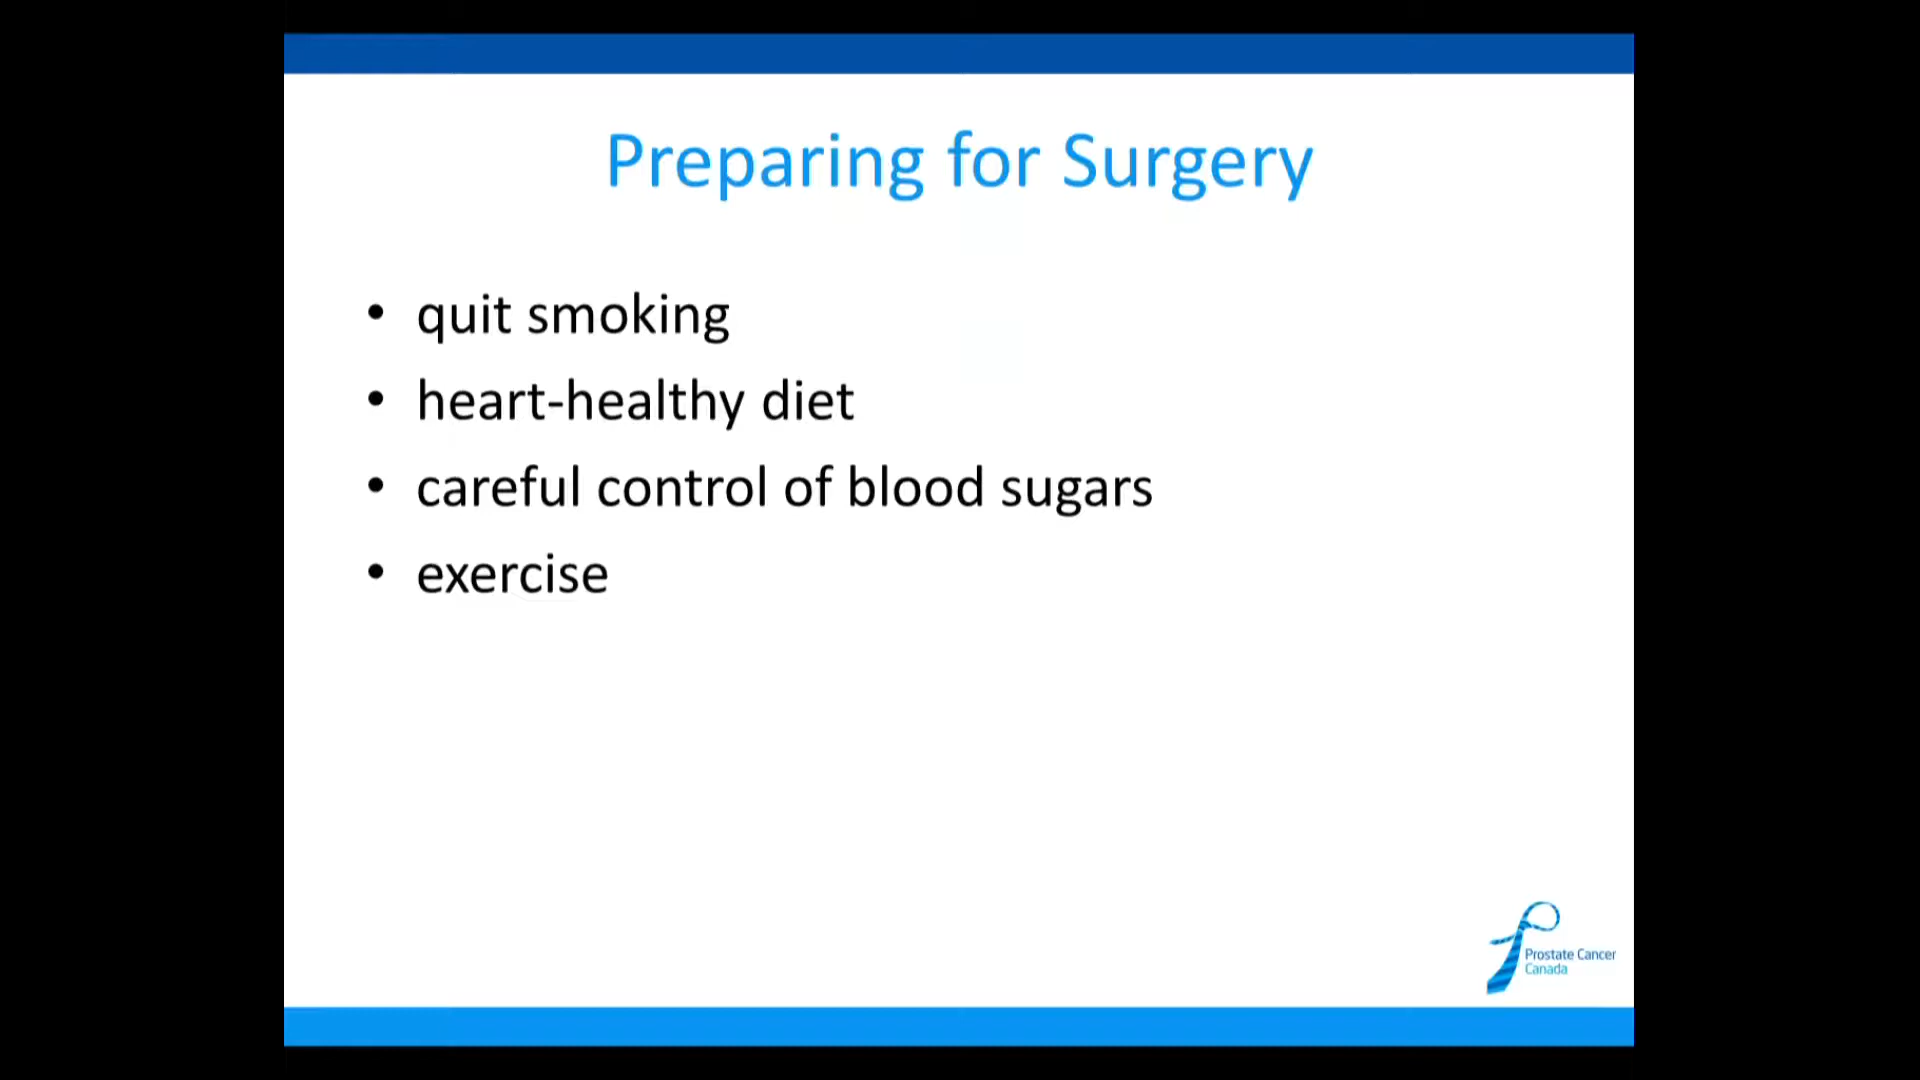 Preparing for Surgery
• quit smoking
• heart-healthy diet
• careful control of blood sugars
• exercise
Prostate Cancer
Canada